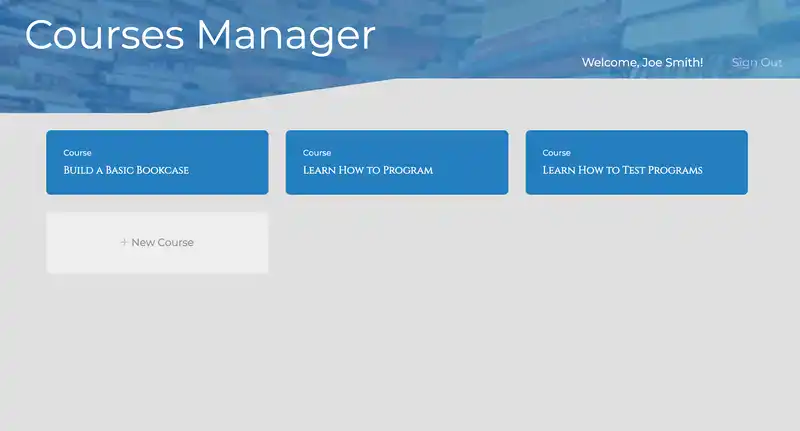 Courses Manager
Welcome, Joe Smith!
Sign Out
Course
Build a Basic Bookcase
Course
Learn How to Program
Course
Learn How to Test Programs
+ New Course